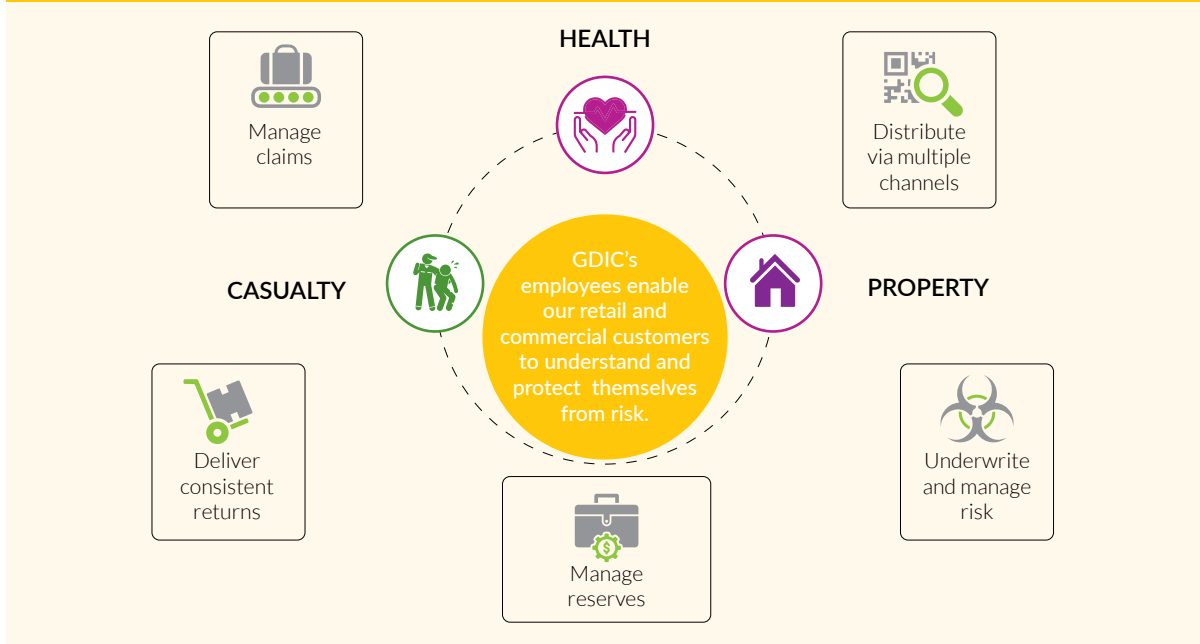 HEALTH
Manage
claims
Distribute
via multiple
channels
GDIC’s
employees enable
our retail and
commercial customers
to understand and
protect themselves
from risk.
CASUALTY
PROPERTY
Deliver
consistent
returns
Underwrite
and manage
risk
$
Manage
reserves